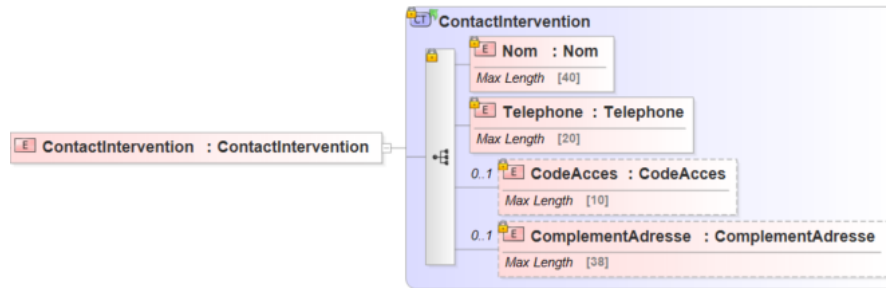 CT ContactIntervention
E Nom : Nom
Max Length [40]
E Telephone : Telephone
Max Length [20]
E ContactIntervention : ContactIntervention
0..1 E CodeAcces : CodeAcces
Max Length [10]
0..1 E ComplementAdresse : ComplementAdresse
Max Length [38]